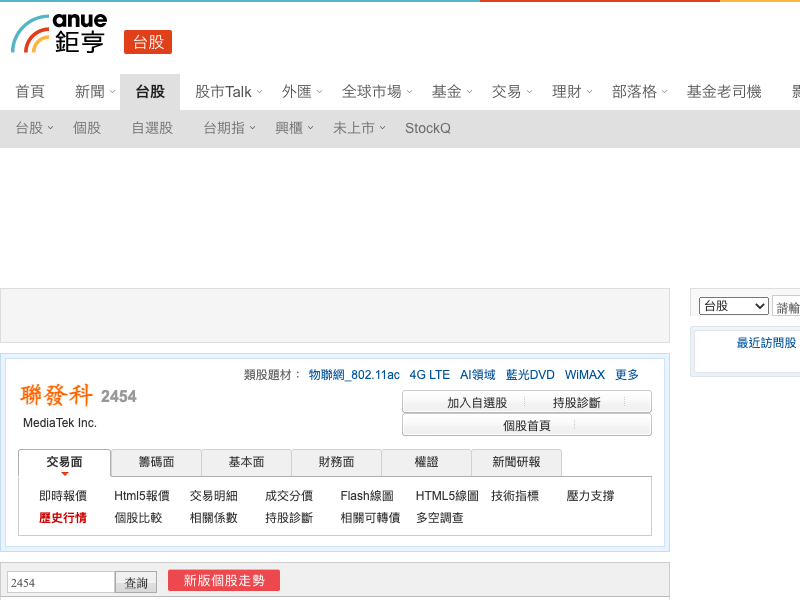 anue
鉅亨
台股
首頁 新聞 台股 股市Talk 外匯 全球市場 基金 交易 理財 部落格 基金老司機
台股 個股 自選股 台期指 興櫃 未上市 StockQ
台股 請輸
最近訪問股
類股題材： 物聯網_802.11ac 4G LTE AI領域 藍光DVD WiMAX 更多
聯發科 2454
加入自選股 持股診斷
MediaTek Inc.
個股首頁
交易面 籌碼面 基本面 財務面 權證 新聞研報
即時報價 Html5報價 交易明細 成交分價 Flash線圖 HTML5線圖 技術指標 壓力支撐
歷史行情 個股比較 相關係數 持股診斷 相關可轉債 多空調查
2454 查詢 新版個股走勢